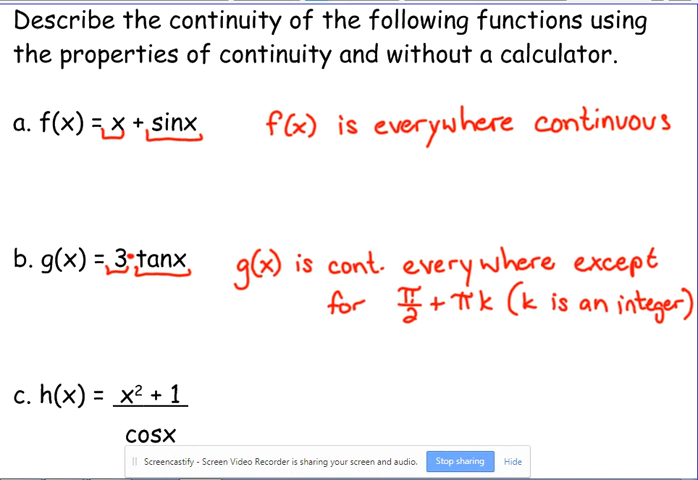 Describe the continuity of the following functions using
the properties of continuity and without a calculator.
a. f(x) = x + sinx f(x) is everywhere continuous
b. g(x) = 3·tanx g(x) is cont. everywhere except
for π/2 + πk (k is an integer)
c. h(x) = x² + 1
cosx
Screencastify - Screen Video Recorder is sharing your screen and audio. Stop sharing Hide